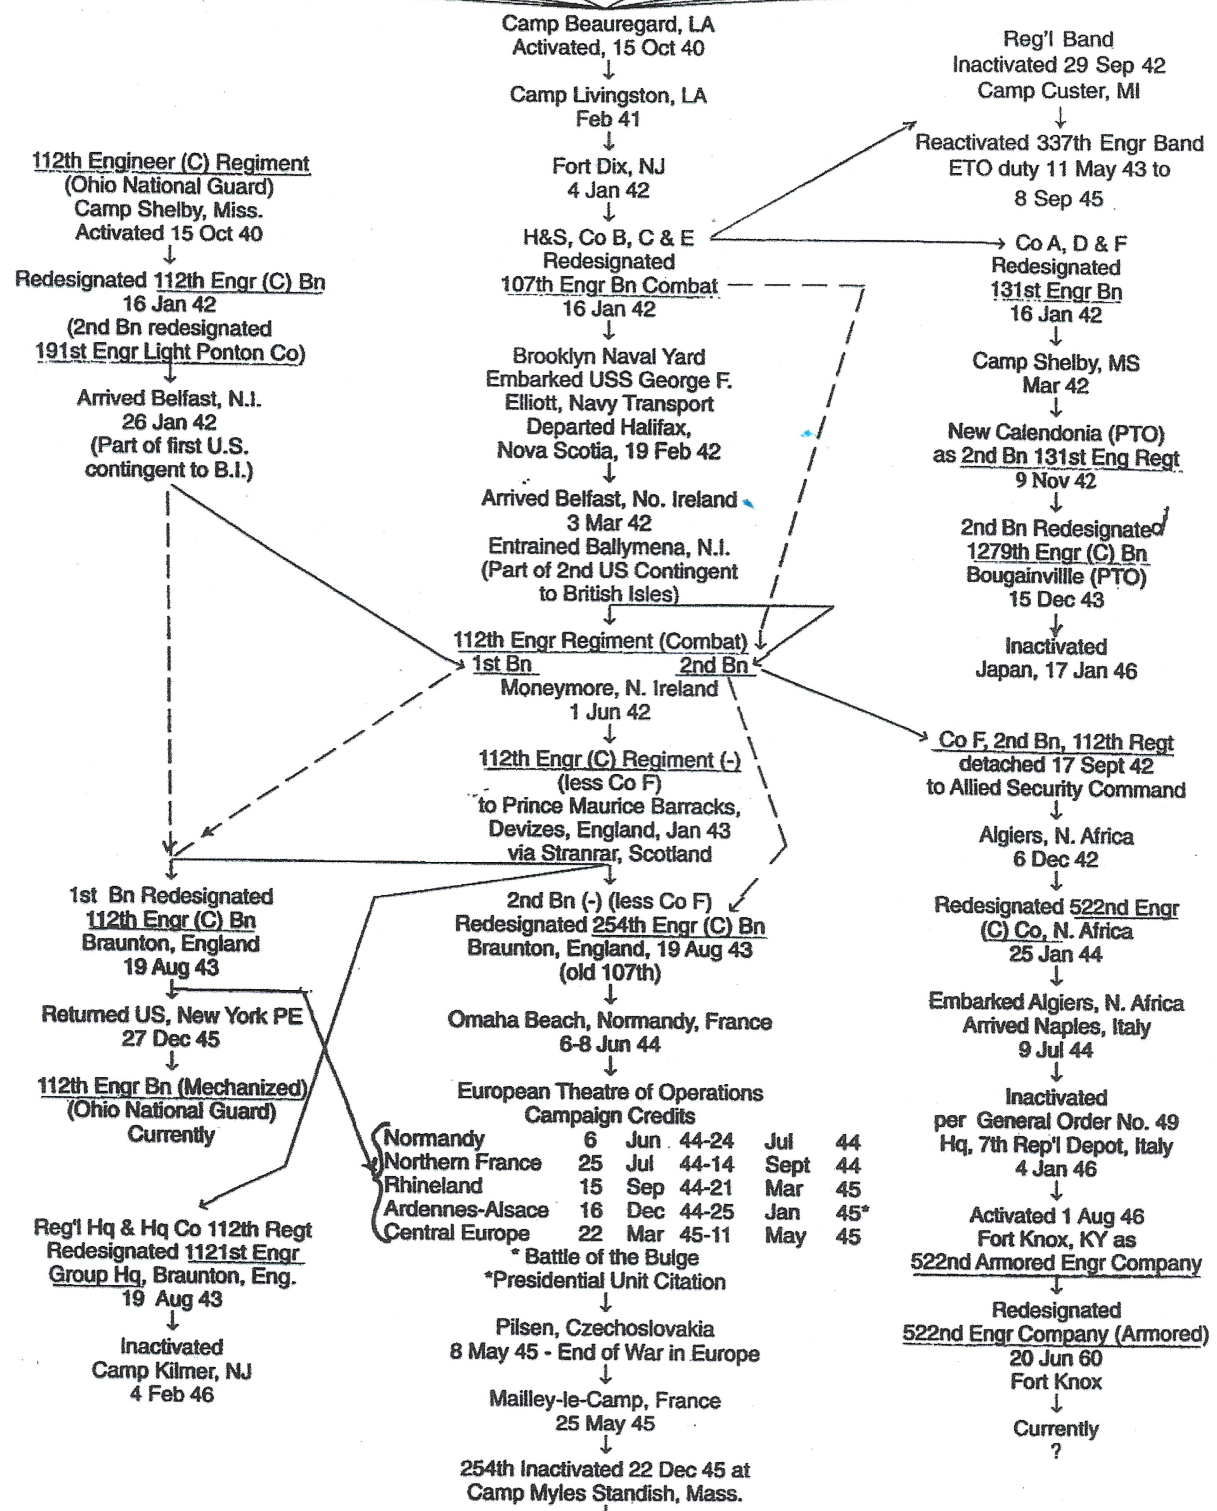 Camp Beauregard, LA
Activated, 15 Oct 40
Camp Livingston, LA
Feb 41
Fort Dix, NJ
4 Jan 42
H&S, Co B, C & E
Redesignated
107th Engr Bn Combat
16 Jan 42
Brooklyn Naval Yard
Embarked USS George F.
Elliott, Navy Transport
Departed Halifax,
Nova Scotia, 19 Feb 42
Arrived Belfast, No. Ireland
3 Mar 42
Entrained Ballymena, N.I.
(Part of 2nd US Contingent
to British Isles)
112th Engr Regiment (Combat)
1st Bn 2nd Bn
Moneymore, N. Ireland
1 Jun 42
112th Engr (C) Regiment (-)
(less Co F)
to Prince Maurice Barracks,
Devizes, England, Jan 43
via Stranrar, Scotland
2nd Bn (-) (less Co F)
Redesignated 254th Engr (C) Bn
Braunton, England, 19 Aug 43
(old 107th)
Omaha Beach, Normandy, France
6-8 Jun 44
European Theatre of Operations
Campaign Credits
Normandy 6 Jun 44-24 Jul 44
Northern France 25 Jul 44-14 Sept 44
Rhineland 15 Sep 44-21 Mar 45
Ardennes-Alsace 16 Dec 44-25 Jan 45*
Central Europe 22 Mar 45-11 May 45
* Battle of the Bulge
*Presidential Unit Citation
Pilsen, Czechoslovakia
8 May 45 - End of War in Europe
Mailley-le-Camp, France
25 May 45
254th Inactivated 22 Dec 45 at
Camp Myles Standish, Mass.
112th Engineer (C) Regiment
(Ohio National Guard)
Camp Shelby, Miss.
Activated 15 Oct 40
Redesignated 112th Engr (C) Bn
16 Jan 42
(2nd Bn redesignated
191st Engr Light Ponton Co)
Arrived Belfast, N.I.
26 Jan 42
(Part of first U.S.
contingent to B.I.)
1st Bn Redesignated
112th Engr (C) Bn
Braunton, England
19 Aug 43
Returned US, New York PE
27 Dec 45
112th Engr Bn (Mechanized)
(Ohio National Guard)
Currently
Reg'l Hq & Hq Co 112th Regt
Redesignated 1121st Engr
Group Hq, Braunton, Eng.
19 Aug 43
Inactivated
Camp Kilmer, NJ
4 Feb 46
Reg'l Band
Inactivated 29 Sep 42
Camp Custer, MI
Reactivated 337th Engr Band
ETO duty 11 May 43 to
8 Sep 45
Co A, D & F
Redesignated
131st Engr Bn
16 Jan 42
Camp Shelby, MS
Mar 42
New Calendonia (PTO)
as 2nd Bn 131st Eng Regt
9 Nov 42
2nd Bn Redesignated
1279th Engr (C) Bn
Bougainvillle (PTO)
15 Dec 43
Inactivated
Japan, 17 Jan 46
Co F, 2nd Bn, 112th Regt
detached 17 Sept 42
to Allied Security Command
Algiers, N. Africa
6 Dec 42
Redesignated 522nd Engr
(C) Co, N. Africa
25 Jan 44
Embarked Algiers, N. Africa
Arrived Naples, Italy
9 Jul 44
Inactivated
per General Order No. 49
Hq, 7th Rep'l Depot, Italy
4 Jan 46
Activated 1 Aug 46
Fort Knox, KY as
522nd Armored Engr Company
Redesignated
522nd Engr Company (Armored)
20 Jun 60
Fort Knox
Currently
?